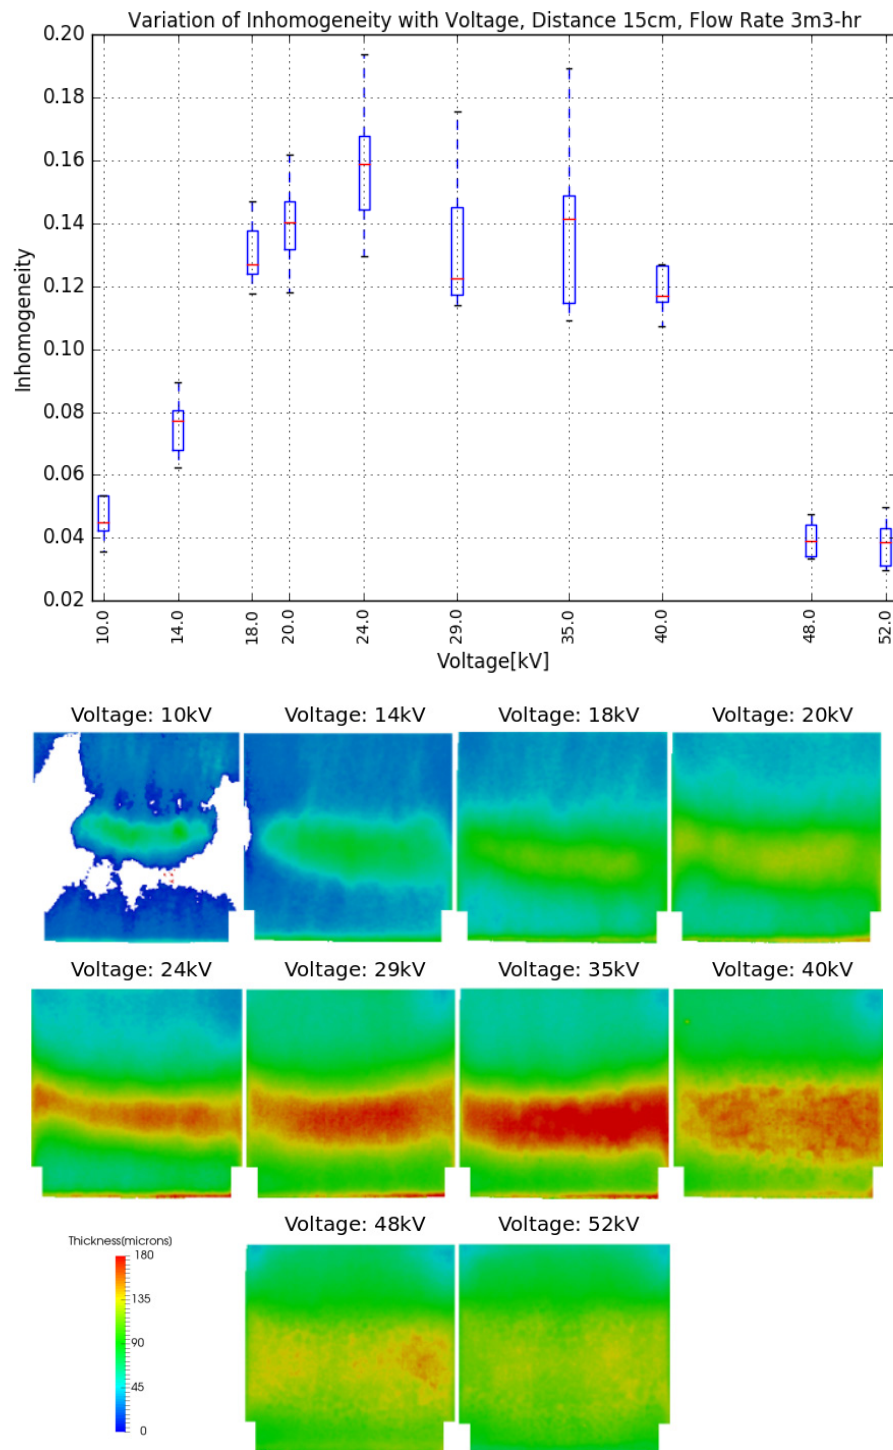 Variation of Inhomogeneity with Voltage, Distance 15cm, Flow Rate 3m3-hr
0.20
0.18
0.16
0.14
0.12
0.10
0.08
0.06
0.04
0.02
Inhomogeneity
10.0 14.0 18.0 20.0 24.0 29.0 35.0 40.0 48.0 52.0
Voltage[kV]
Voltage: 10kV Voltage: 14kV Voltage: 18kV Voltage: 20kV
Voltage: 24kV Voltage: 29kV Voltage: 35kV Voltage: 40kV
Voltage: 48kV Voltage: 52kV
Thickness(microns)
180
135
90
45
0